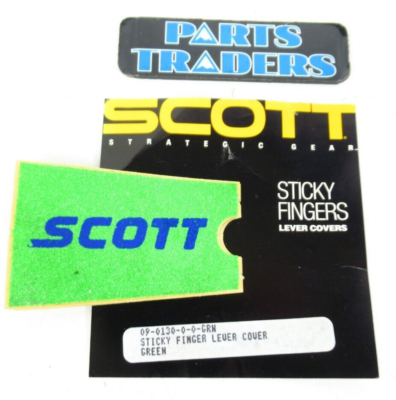 PARTS
TRADERS
SCOTT
STRATEGIC GEAR
STICKY
FINGERS
LEVER COVERS
SCOTT
09-0130-0-0-GRN
STICKY FINGER LEVER COVER
GREEN